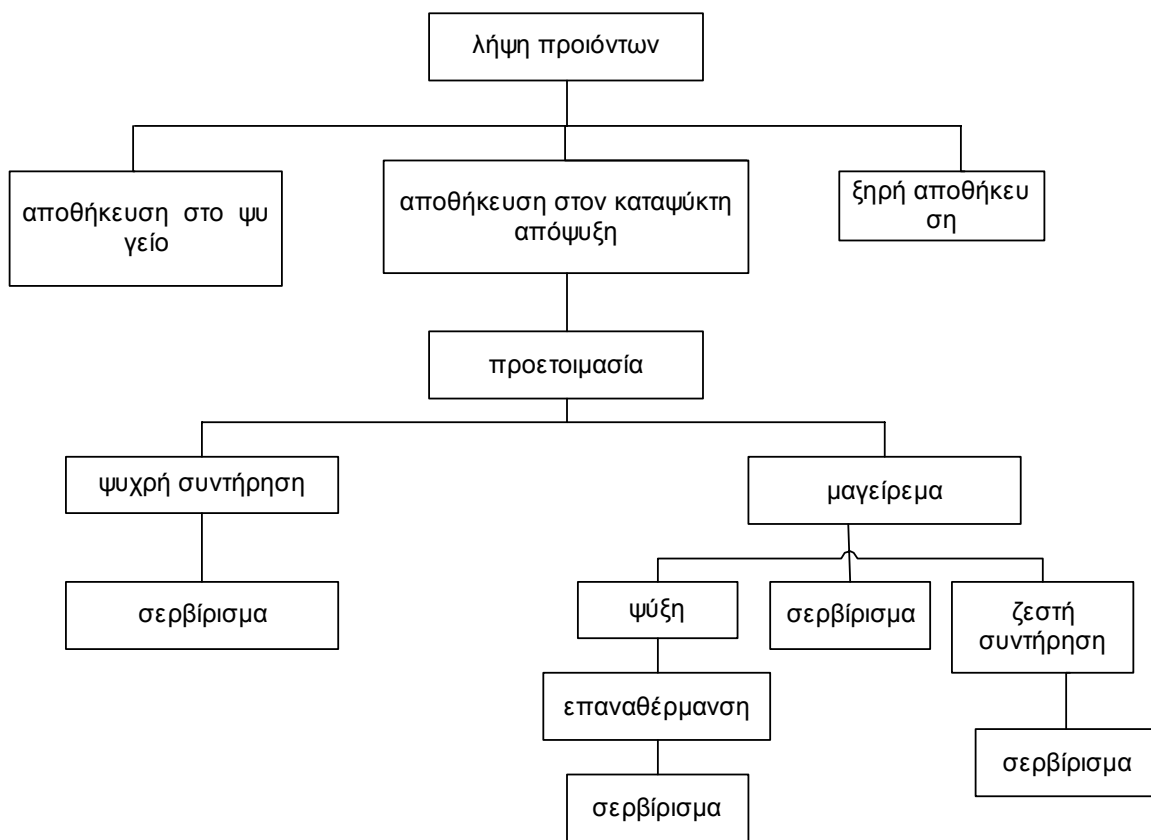 λήψη προιόντων
αποθήκευση στο ψυ
γείο
αποθήκευση στον καταψύκτη
απόψυξη
ξηρή αποθήκευ
ση
προετοιμασία
ψυχρή συντήρηση
μαγείρεμα
σερβίρισμα
ψύξη
σερβίρισμα
ζεστή
συντήρηση
επαναθέρμανση
σερβίρισμα
σερβίρισμα